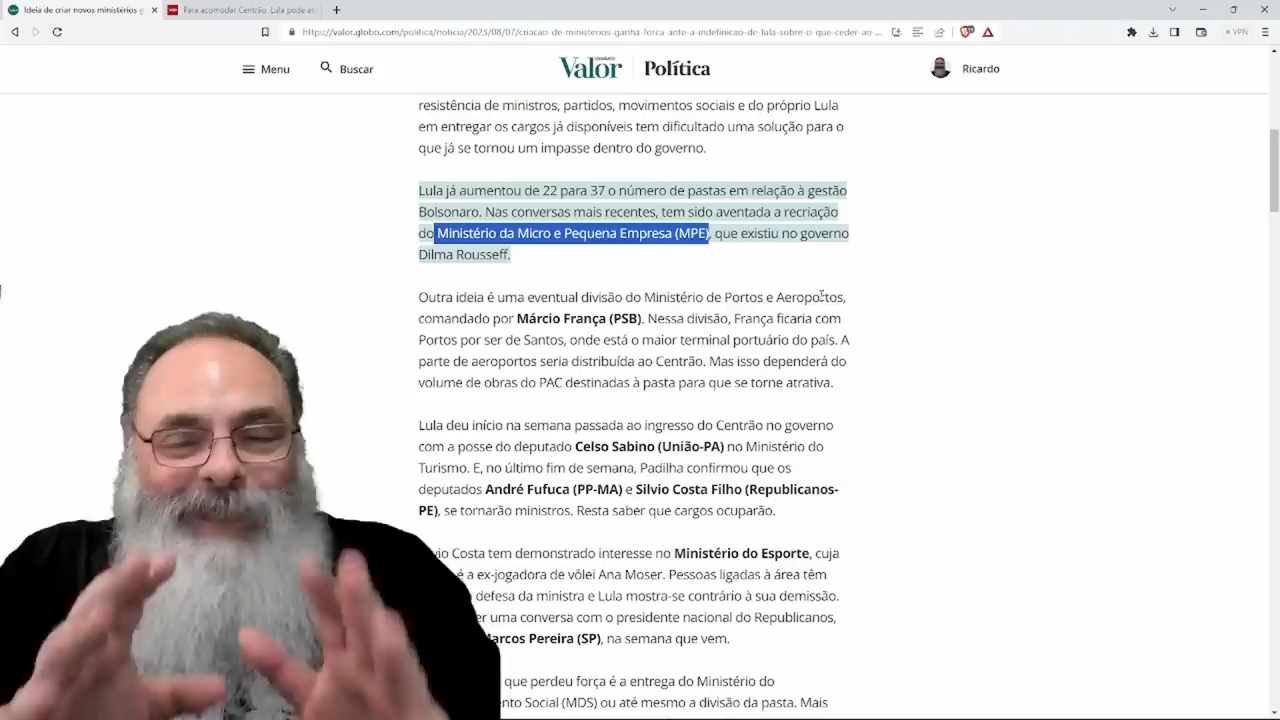 Ideia de criar novos ministérios g
Para acomodar Centrão, Lula pode at
https://valor.globo.com/politica/noticia/2023/08/07/criacao-de-ministerios-ganha-forca-ante-a-indefinicao-de-lula-sobre-o-que-ceder-ao-...
VPN
Menu
Buscar
Valor
Política
Ricardo
resistência de ministros, partidos, movimentos sociais e do próprio Lula
em entregar os cargos já disponíveis tem dificultado uma solução para o
que já se tornou um impasse dentro do governo.
Lula já aumentou de 22 para 37 o número de pastas em relação à gestão
Bolsonaro. Nas conversas mais recentes, tem sido aventada a recriação
do Ministério da Micro e Pequena Empresa (MPE), que existiu no governo
Dilma Rousseff.
Outra ideia é uma eventual divisão do Ministério de Portos e Aeroportos,
comandado por Márcio França (PSB). Nessa divisão, França ficaria com
Portos por ser de Santos, onde está o maior terminal portuário do país. A
parte de aeroportos seria distribuída ao Centrão. Mas isso dependerá do
volume de obras do PAC destinadas à pasta para que se torne atrativa.
Lula deu início na semana passada ao ingresso do Centrão no governo
com a posse do deputado Celso Sabino (União-PA) no Ministério do
Turismo. E, no último fim de semana, Padilha confirmou que os
deputados André Fufuca (PP-MA) e Silvio Costa Filho (Republicanos-
PE), se tornarão ministros. Resta saber que cargos ocuparão.
vio Costa tem demonstrado interesse no Ministério do Esporte, cuja
é a ex-jogadora de vôlei Ana Moser. Pessoas ligadas à área têm
defesa da ministra e Lula mostra-se contrário à sua demissão.
er uma conversa com o presidente nacional do Republicanos,
Marcos Pereira (SP), na semana que vem.
que perdeu força é a entrega do Ministério do
ento Social (MDS) ou até mesmo a divisão da pasta. Mais